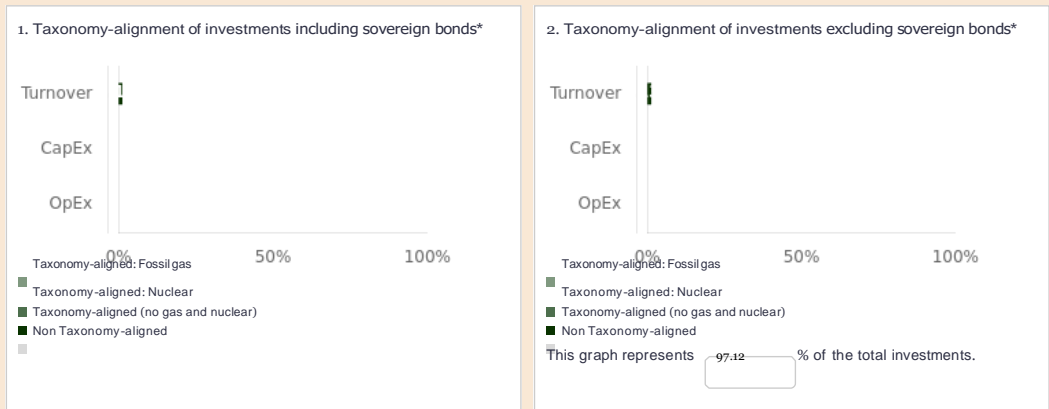 1. Taxonomy-alignment of investments including sovereign bonds*
Turnover
CapEx
OpEx
0%
50%
100%
Taxonomy-aligned: Fossil gas
Taxonomy-aligned: Nuclear
Taxonomy-aligned (no gas and nuclear)
Non Taxonomy-aligned
2. Taxonomy-alignment of investments excluding sovereign bonds*
Turnover
CapEx
OpEx
0%
50%
100%
Taxonomy-aligned: Fossil gas
Taxonomy-aligned: Nuclear
Taxonomy-aligned (no gas and nuclear)
Non Taxonomy-aligned
This graph represents 97.12 % of the total investments.